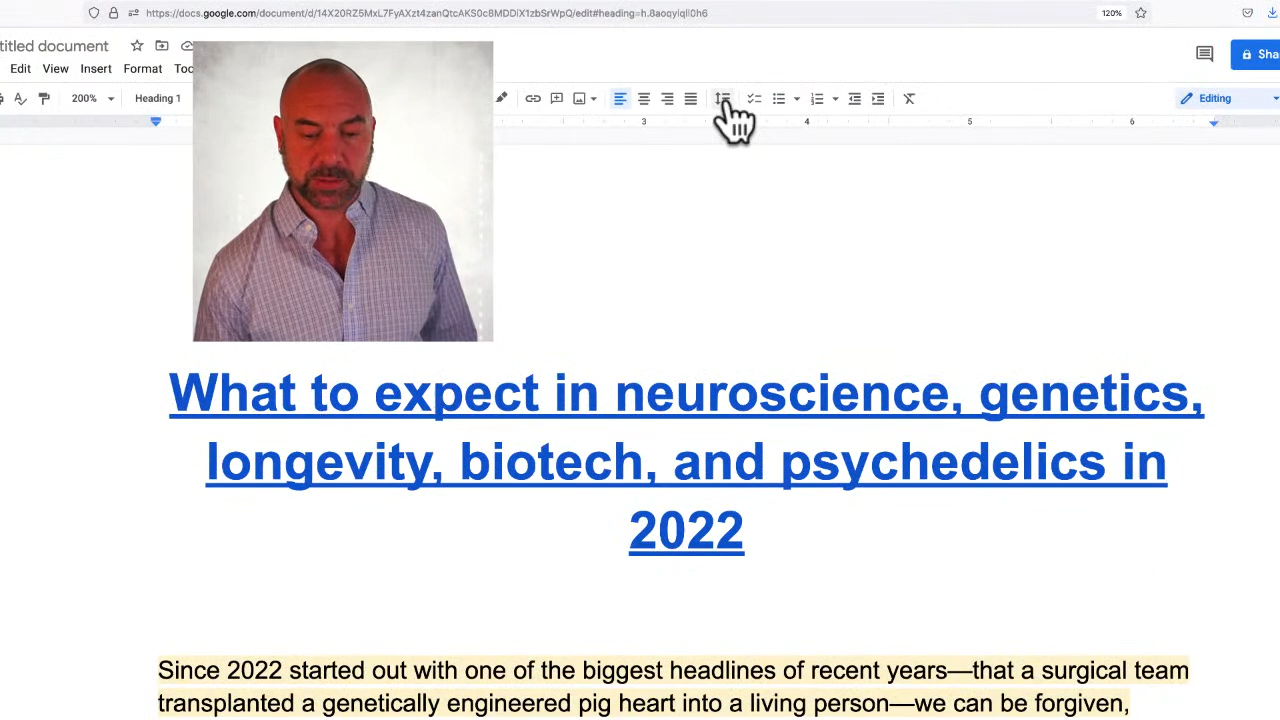 https://docs.google.com/document/d/14X20RZ5MxL7FyAXzt4zanQtcAKS0c8MDDiX1zbSrWpQ/edit#heading=h.8aoqyiqll0h6
120%
titled document
Edit View Insert Format Too
Sha
200% Heading 1
Editing
3 4 5 6
What to expect in neuroscience, genetics,
longevity, biotech, and psychedelics in
2022
Since 2022 started out with one of the biggest headlines of recent years—that a surgical team
transplanted a genetically engineered pig heart into a living person—we can be forgiven,